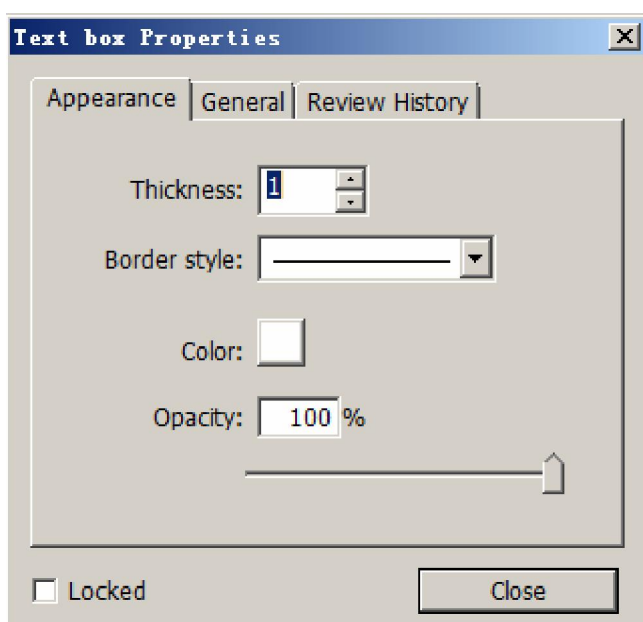 Text box Properties
Appearance General Review History
Thickness: 1
Border style:
Color:
Opacity: 100 %
Locked Close